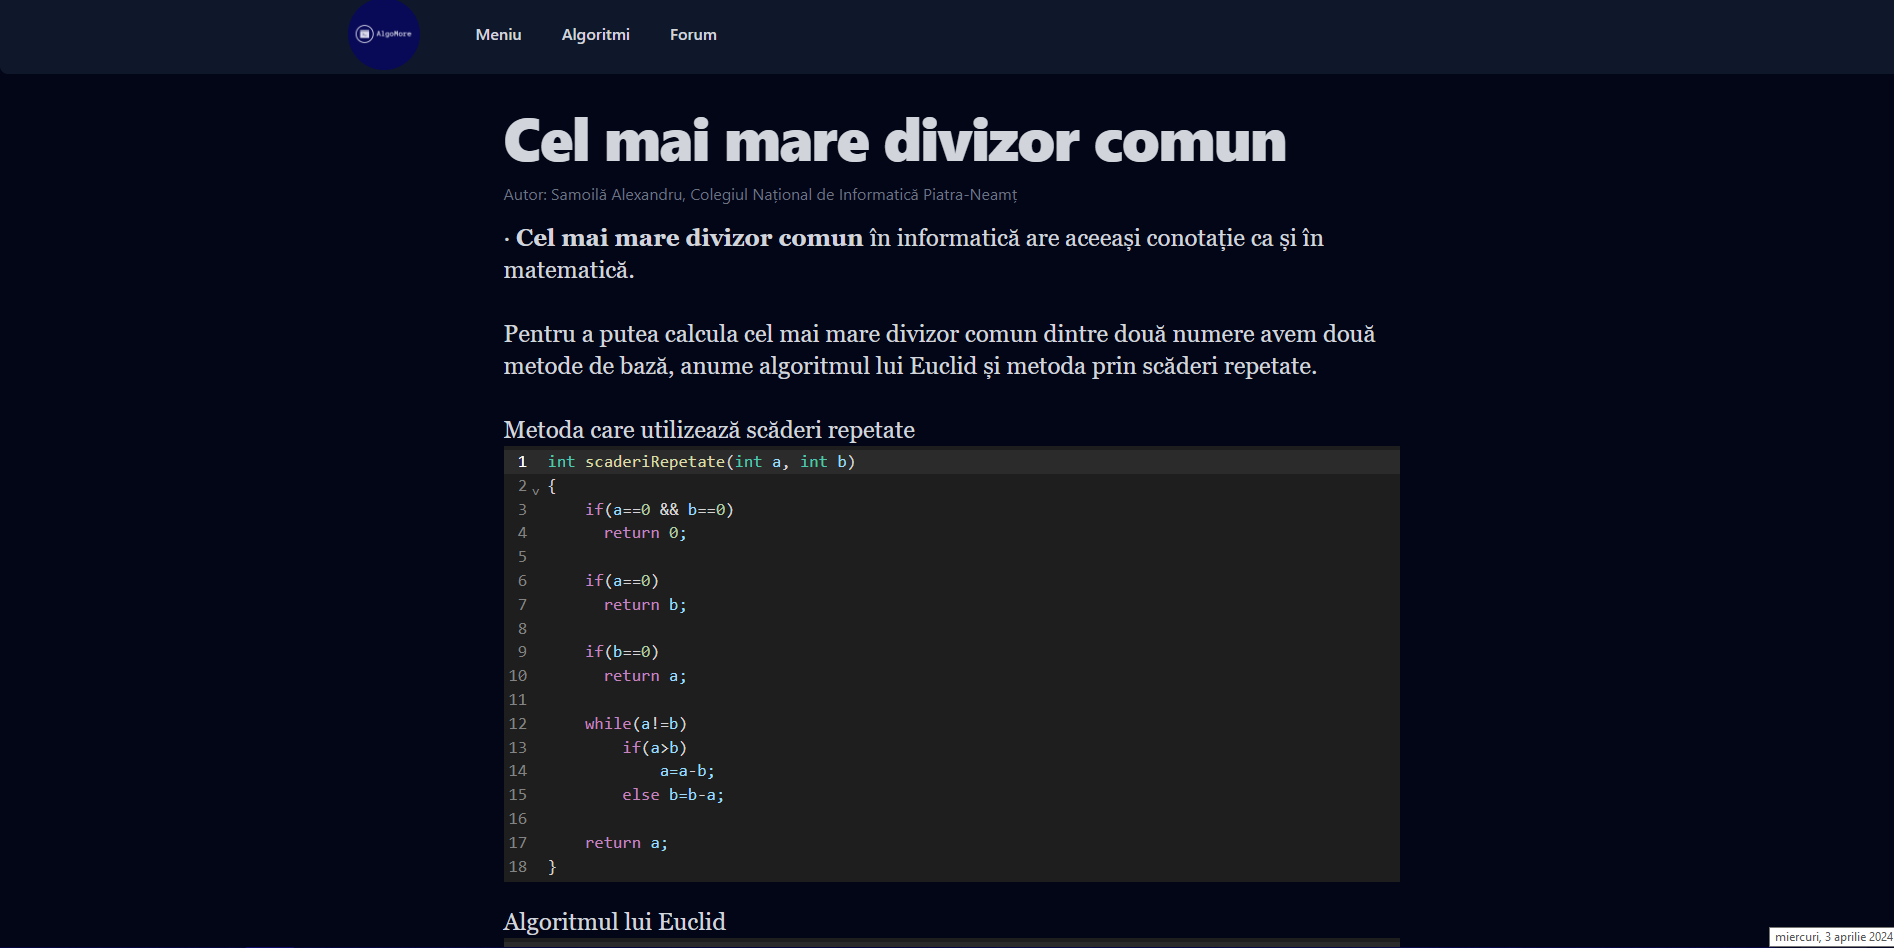 AlgoMore
Meniu Algoritmi Forum
Cel mai mare divizor comun
Autor: Samoilă Alexandru, Colegiul Național de Informatică Piatra-Neamț
· Cel mai mare divizor comun în informatică are aceeași conotație ca și în
matematică.
Pentru a putea calcula cel mai mare divizor comun dintre două numere avem două
metode de bază, anume algoritmul lui Euclid și metoda prin scăderi repetate.
Metoda care utilizează scăderi repetate
1 int scaderiRepetate(int a, int b)
2 {
3 if(a==0 && b==0)
4 return 0;
5
6 if(a==0)
7 return b;
8
9 if(b==0)
10 return a;
11
12 while(a!=b)
13 if(a>b)
14 a=a-b;
15 else b=b-a;
16
17 return a;
18 }
Algoritmul lui Euclid
miercuri, 3 aprilie 2024